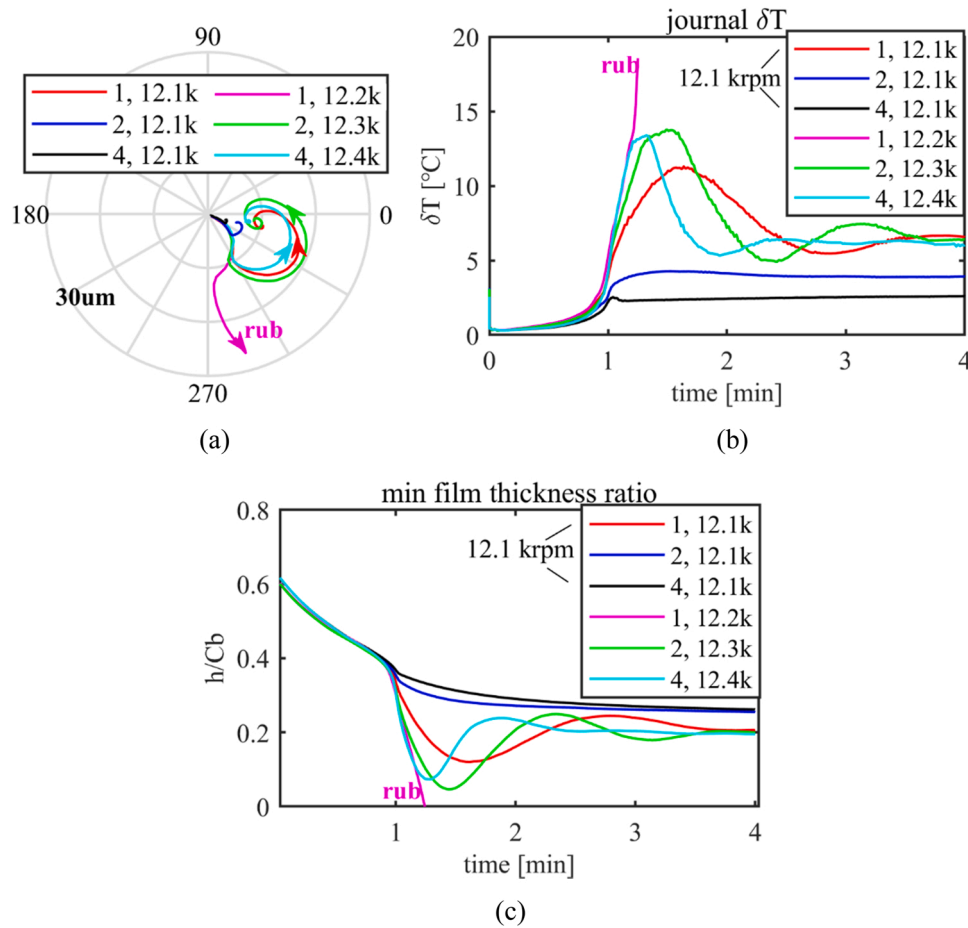 90
1, 12.1k 1, 12.2k
2, 12.1k 2, 12.3k
4, 12.1k 4, 12.4k
180 0
30um
rub
270
(a)
journal δT
20
15
10
5
0
δT [°C]
rub
12.1 krpm
1, 12.1k
2, 12.1k
4, 12.1k
1, 12.2k
2, 12.3k
4, 12.4k
0 1 2 3 4
time [min]
(b)
min film thickness ratio
0.8
0.6
0.4
0.2
0
h/Cb
12.1 krpm
1, 12.1k
2, 12.1k
4, 12.1k
1, 12.2k
2, 12.3k
4, 12.4k
rub
1 2 3 4
time [min]
(c)